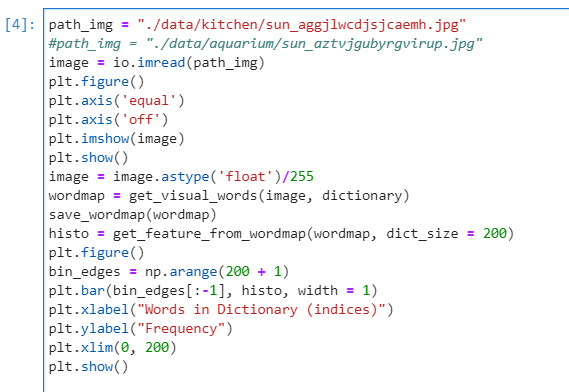 [4]: path_img = "./data/kitchen/sun_aggjlwcdjsjcaemh.jpg"
#path_img = "./data/aquarium/sun_aztvjgubyrgvirup.jpg"
image = io.imread(path_img)
plt.figure()
plt.axis('equal')
plt.axis('off')
plt.imshow(image)
plt.show()
image = image.astype('float')/255
wordmap = get_visual_words(image, dictionary)
save_wordmap(wordmap)
histo = get_feature_from_wordmap(wordmap, dict_size = 200)
plt.figure()
bin_edges = np.arange(200 + 1)
plt.bar(bin_edges[:-1], histo, width = 1)
plt.xlabel("Words in Dictionary (indices)")
plt.ylabel("Frequency")
plt.xlim(0, 200)
plt.show()